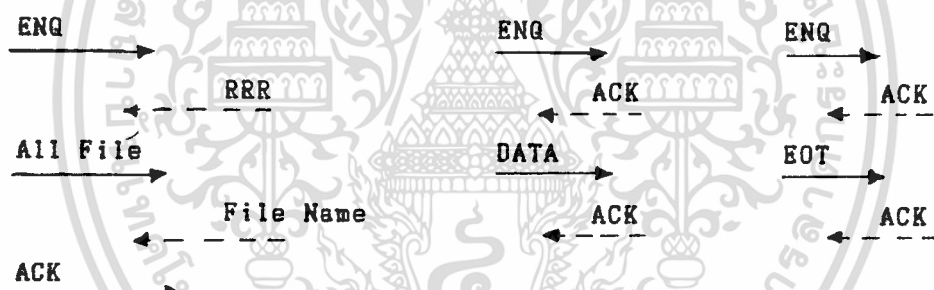 ENQ ENQ ENQ
RRR ACK ACK
All File DATA EOT
File Name ACK ACK
ACK